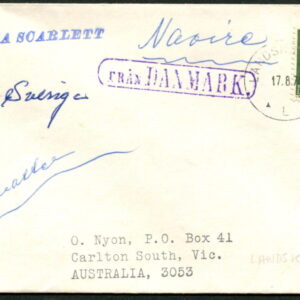 A SCARLETT
Navire
FRÅN DANMARK.
17.8.7
L
Sverige
O. Nyon, P.O. Box 41
Carlton South, Vic.
AUSTRALIA, 3053